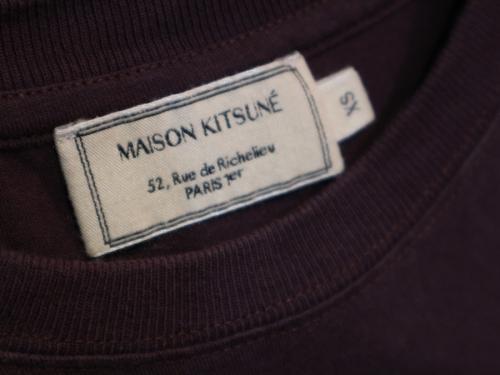 MAISON KITSUNÉ
52, Rue de Richelieu
PARIS 1er
XS